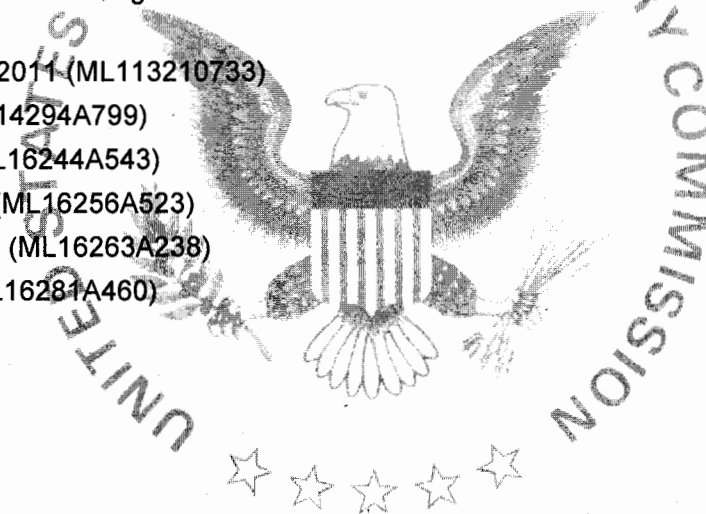 2011 (ML113210733)
14294A799)
L16244A543)
(ML16256A523)
(ML16263A238)
L16281A460)
UNITED STATES
Y COMMISSION